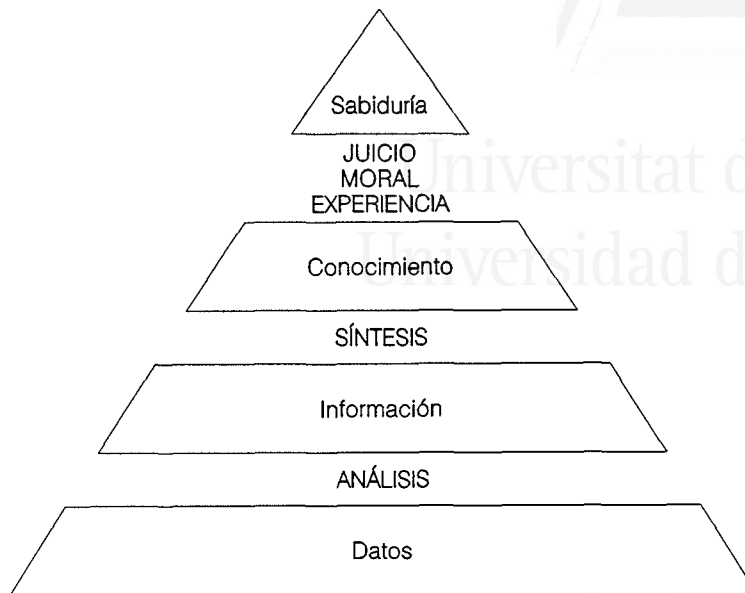 Sabiduría
JUICIO
MORAL
EXPERIENCIA
Universitat d
Universidad d
Conocimiento
SÍNTESIS
Información
ANÁLISIS
Datos